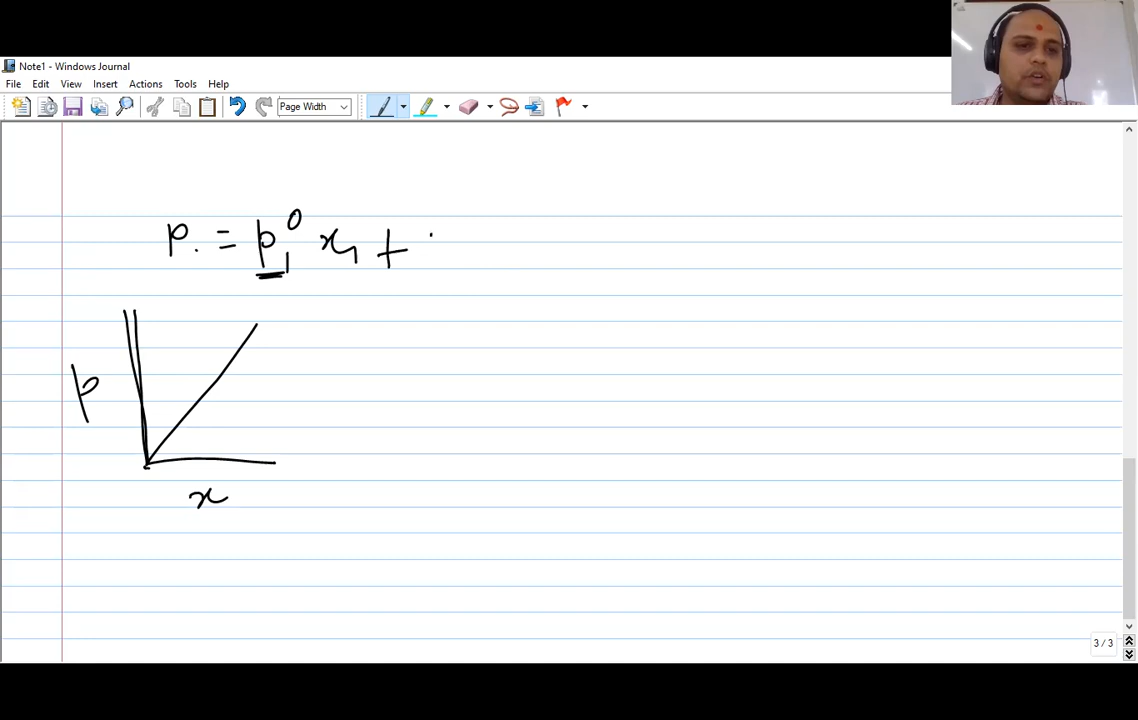 Note1 - Windows Journal
File Edit View Insert Actions Tools Help
Page Width
p. = p₁⁰ x₁ + .
p
x
3 / 3